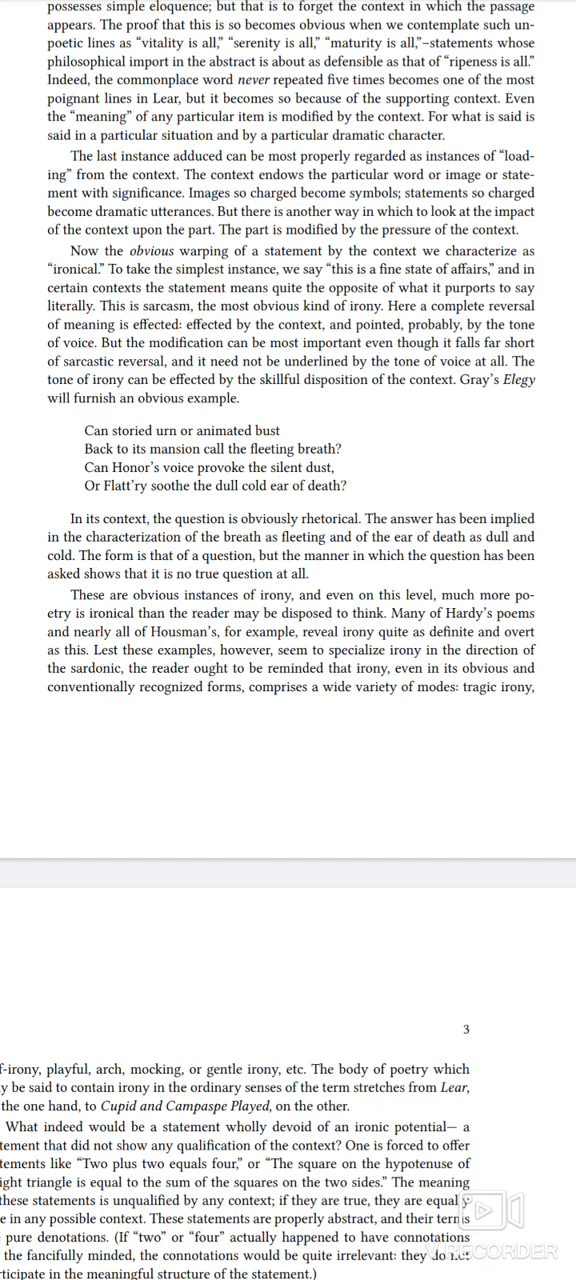 possesses simple eloquence; but that is to forget the context in which the passage
appears. The proof that this is so becomes obvious when we contemplate such un-
poetic lines as “vitality is all,” “serenity is all,” “maturity is all,”–statements whose
philosophical import in the abstract is about as defensible as that of “ripeness is all.”
Indeed, the commonplace word never repeated five times becomes one of the most
poignant lines in Lear, but it becomes so because of the supporting context. Even
the “meaning” of any particular item is modified by the context. For what is said is
said in a particular situation and by a particular dramatic character.
The last instance adduced can be most properly regarded as instances of “load-
ing” from the context. The context endows the particular word or image or state-
ment with significance. Images so charged become symbols; statements so charged
become dramatic utterances. But there is another way in which to look at the impact
of the context upon the part. The part is modified by the pressure of the context.
Now the obvious warping of a statement by the context we characterize as
“ironical.” To take the simplest instance, we say “this is a fine state of affairs,” and in
certain contexts the statement means quite the opposite of what it purports to say
literally. This is sarcasm, the most obvious kind of irony. Here a complete reversal
of meaning is effected: effected by the context, and pointed, probably, by the tone
of voice. But the modification can be most important even though it falls far short
of sarcastic reversal, and it need not be underlined by the tone of voice at all. The
tone of irony can be effected by the skillful disposition of the context. Gray’s Elegy
will furnish an obvious example.
Can storied urn or animated bust
Back to its mansion call the fleeting breath?
Can Honor’s voice provoke the silent dust,
Or Flatt’ry soothe the dull cold ear of death?
In its context, the question is obviously rhetorical. The answer has been implied
in the characterization of the breath as fleeting and of the ear of death as dull and
cold. The form is that of a question, but the manner in which the question has been
asked shows that it is no true question at all.
These are obvious instances of irony, and even on this level, much more po-
etry is ironical than the reader may be disposed to think. Many of Hardy’s poems
and nearly all of Housman’s, for example, reveal irony quite as definite and overt
as this. Lest these examples, however, seem to specialize irony in the direction of
the sardonic, the reader ought to be reminded that irony, even in its obvious and
conventionally recognized forms, comprises a wide variety of modes: tragic irony,
3
f-irony, playful, arch, mocking, or gentle irony, etc. The body of poetry which
y be said to contain irony in the ordinary senses of the term stretches from Lear,
the one hand, to Cupid and Campaspe Played, on the other.
What indeed would be a statement wholly devoid of an ironic potential— a
tement that did not show any qualification of the context? One is forced to offer
tements like “Two plus two equals four,” or “The square on the hypotenuse of
ight triangle is equal to the sum of the squares on the two sides.” The meaning
these statements is unqualified by any context; if they are true, they are equally
e in any possible context. These statements are properly abstract, and their terms
pure denotations. (If “two” or “four” actually happened to have connotations
the fancifully minded, the connotations would be quite irrelevant: they do not
rticipate in the meaningful structure of the statement.)
RECORDER